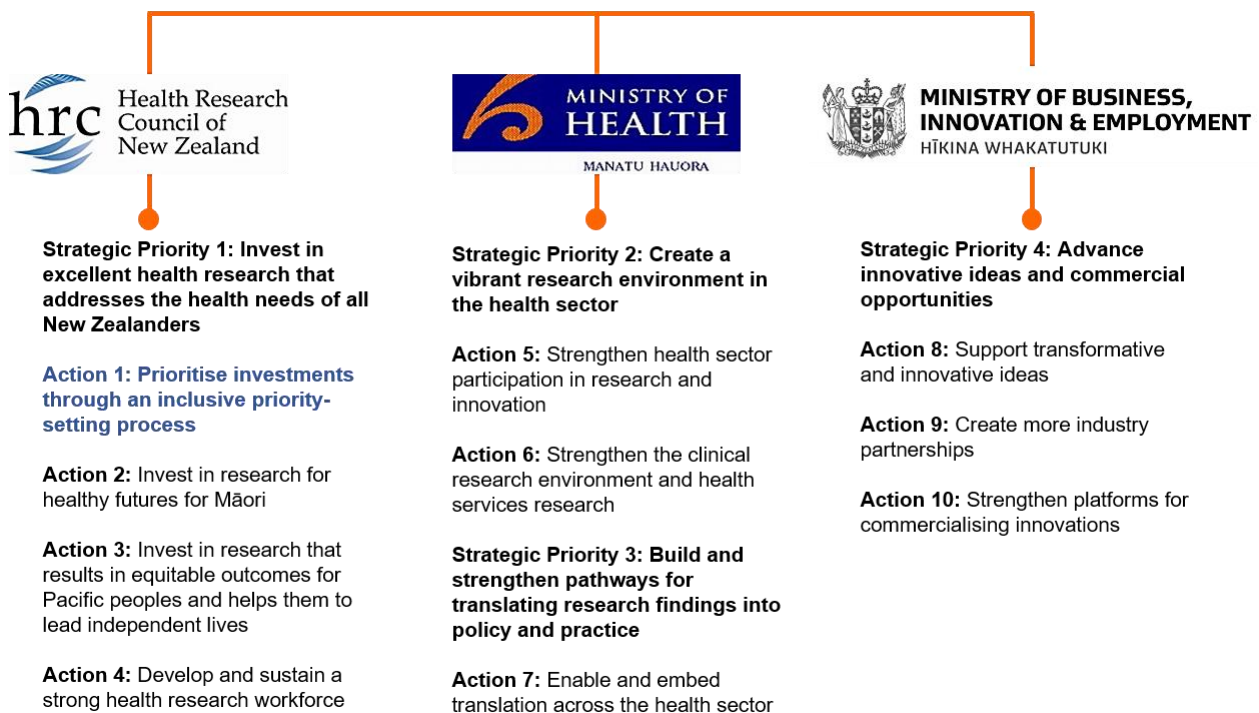 hrc
Health Research
Council of
New Zealand
MINISTRY OF
HEALTH
MANATU HAUORA
MINISTRY OF BUSINESS,
INNOVATION & EMPLOYMENT
HĪKINA WHAKATUTUKI
Strategic Priority 1: Invest in
excellent health research that
addresses the health needs of all
New Zealanders
Action 1: Prioritise investments
through an inclusive priority-
setting process
Action 2: Invest in research for
healthy futures for Māori
Action 3: Invest in research that
results in equitable outcomes for
Pacific peoples and helps them to
lead independent lives
Action 4: Develop and sustain a
strong health research workforce
Strategic Priority 2: Create a
vibrant research environment in
the health sector
Action 5: Strengthen health sector
participation in research and
innovation
Action 6: Strengthen the clinical
research environment and health
services research
Strategic Priority 3: Build and
strengthen pathways for
translating research findings into
policy and practice
Action 7: Enable and embed
translation across the health sector
Strategic Priority 4: Advance
innovative ideas and commercial
opportunities
Action 8: Support transformative
and innovative ideas
Action 9: Create more industry
partnerships
Action 10: Strengthen platforms for
commercialising innovations